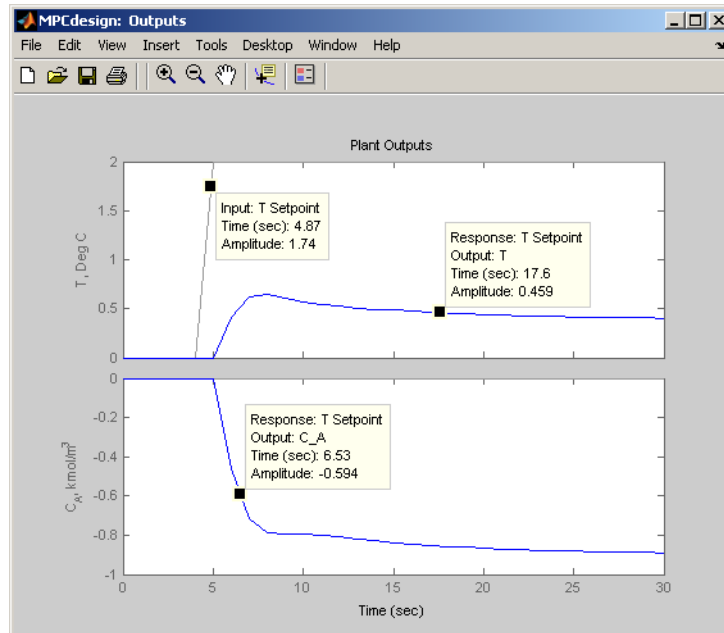 MPCdesign: Outputs
File Edit View Insert Tools Desktop Window Help
Plant Outputs
2
1.5
1
0.5
0
T, Deg C
Input: T Setpoint
Time (sec): 4.87
Amplitude: 1.74
Response: T Setpoint
Output: T
Time (sec): 17.6
Amplitude: 0.459
0
-0.2
-0.4
-0.6
-0.8
-1
C_A, kmol/m³
Response: T Setpoint
Output: C_A
Time (sec): 6.53
Amplitude: -0.594
0 5 10 15 20 25 30
Time (sec)